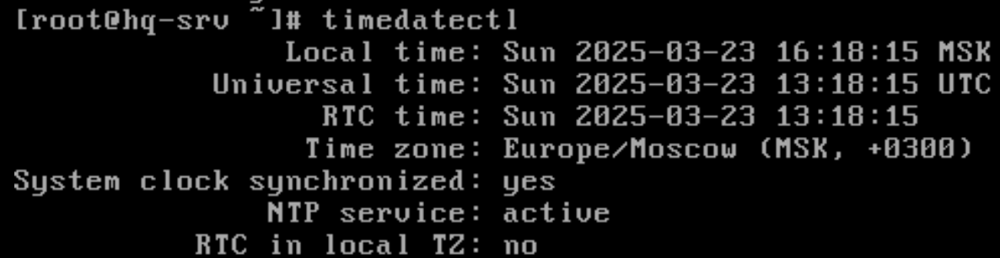 [root@hq-srv ~]# timedatectl
Local time: Sun 2025-03-23 16:18:15 MSK
Universal time: Sun 2025-03-23 13:18:15 UTC
RTC time: Sun 2025-03-23 13:18:15
Time zone: Europe/Moscow (MSK, +0300)
System clock synchronized: yes
NTP service: active
RTC in local TZ: no